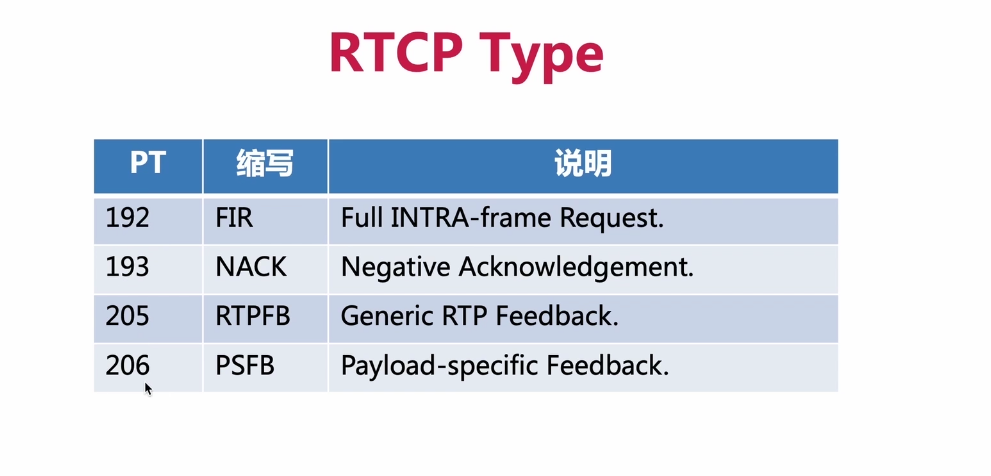 RTCP Type
PT 缩写 说明
192 FIR Full INTRA-frame Request.
193 NACK Negative Acknowledgement.
205 RTPFB Generic RTP Feedback.
206 PSFB Payload-specific Feedback.